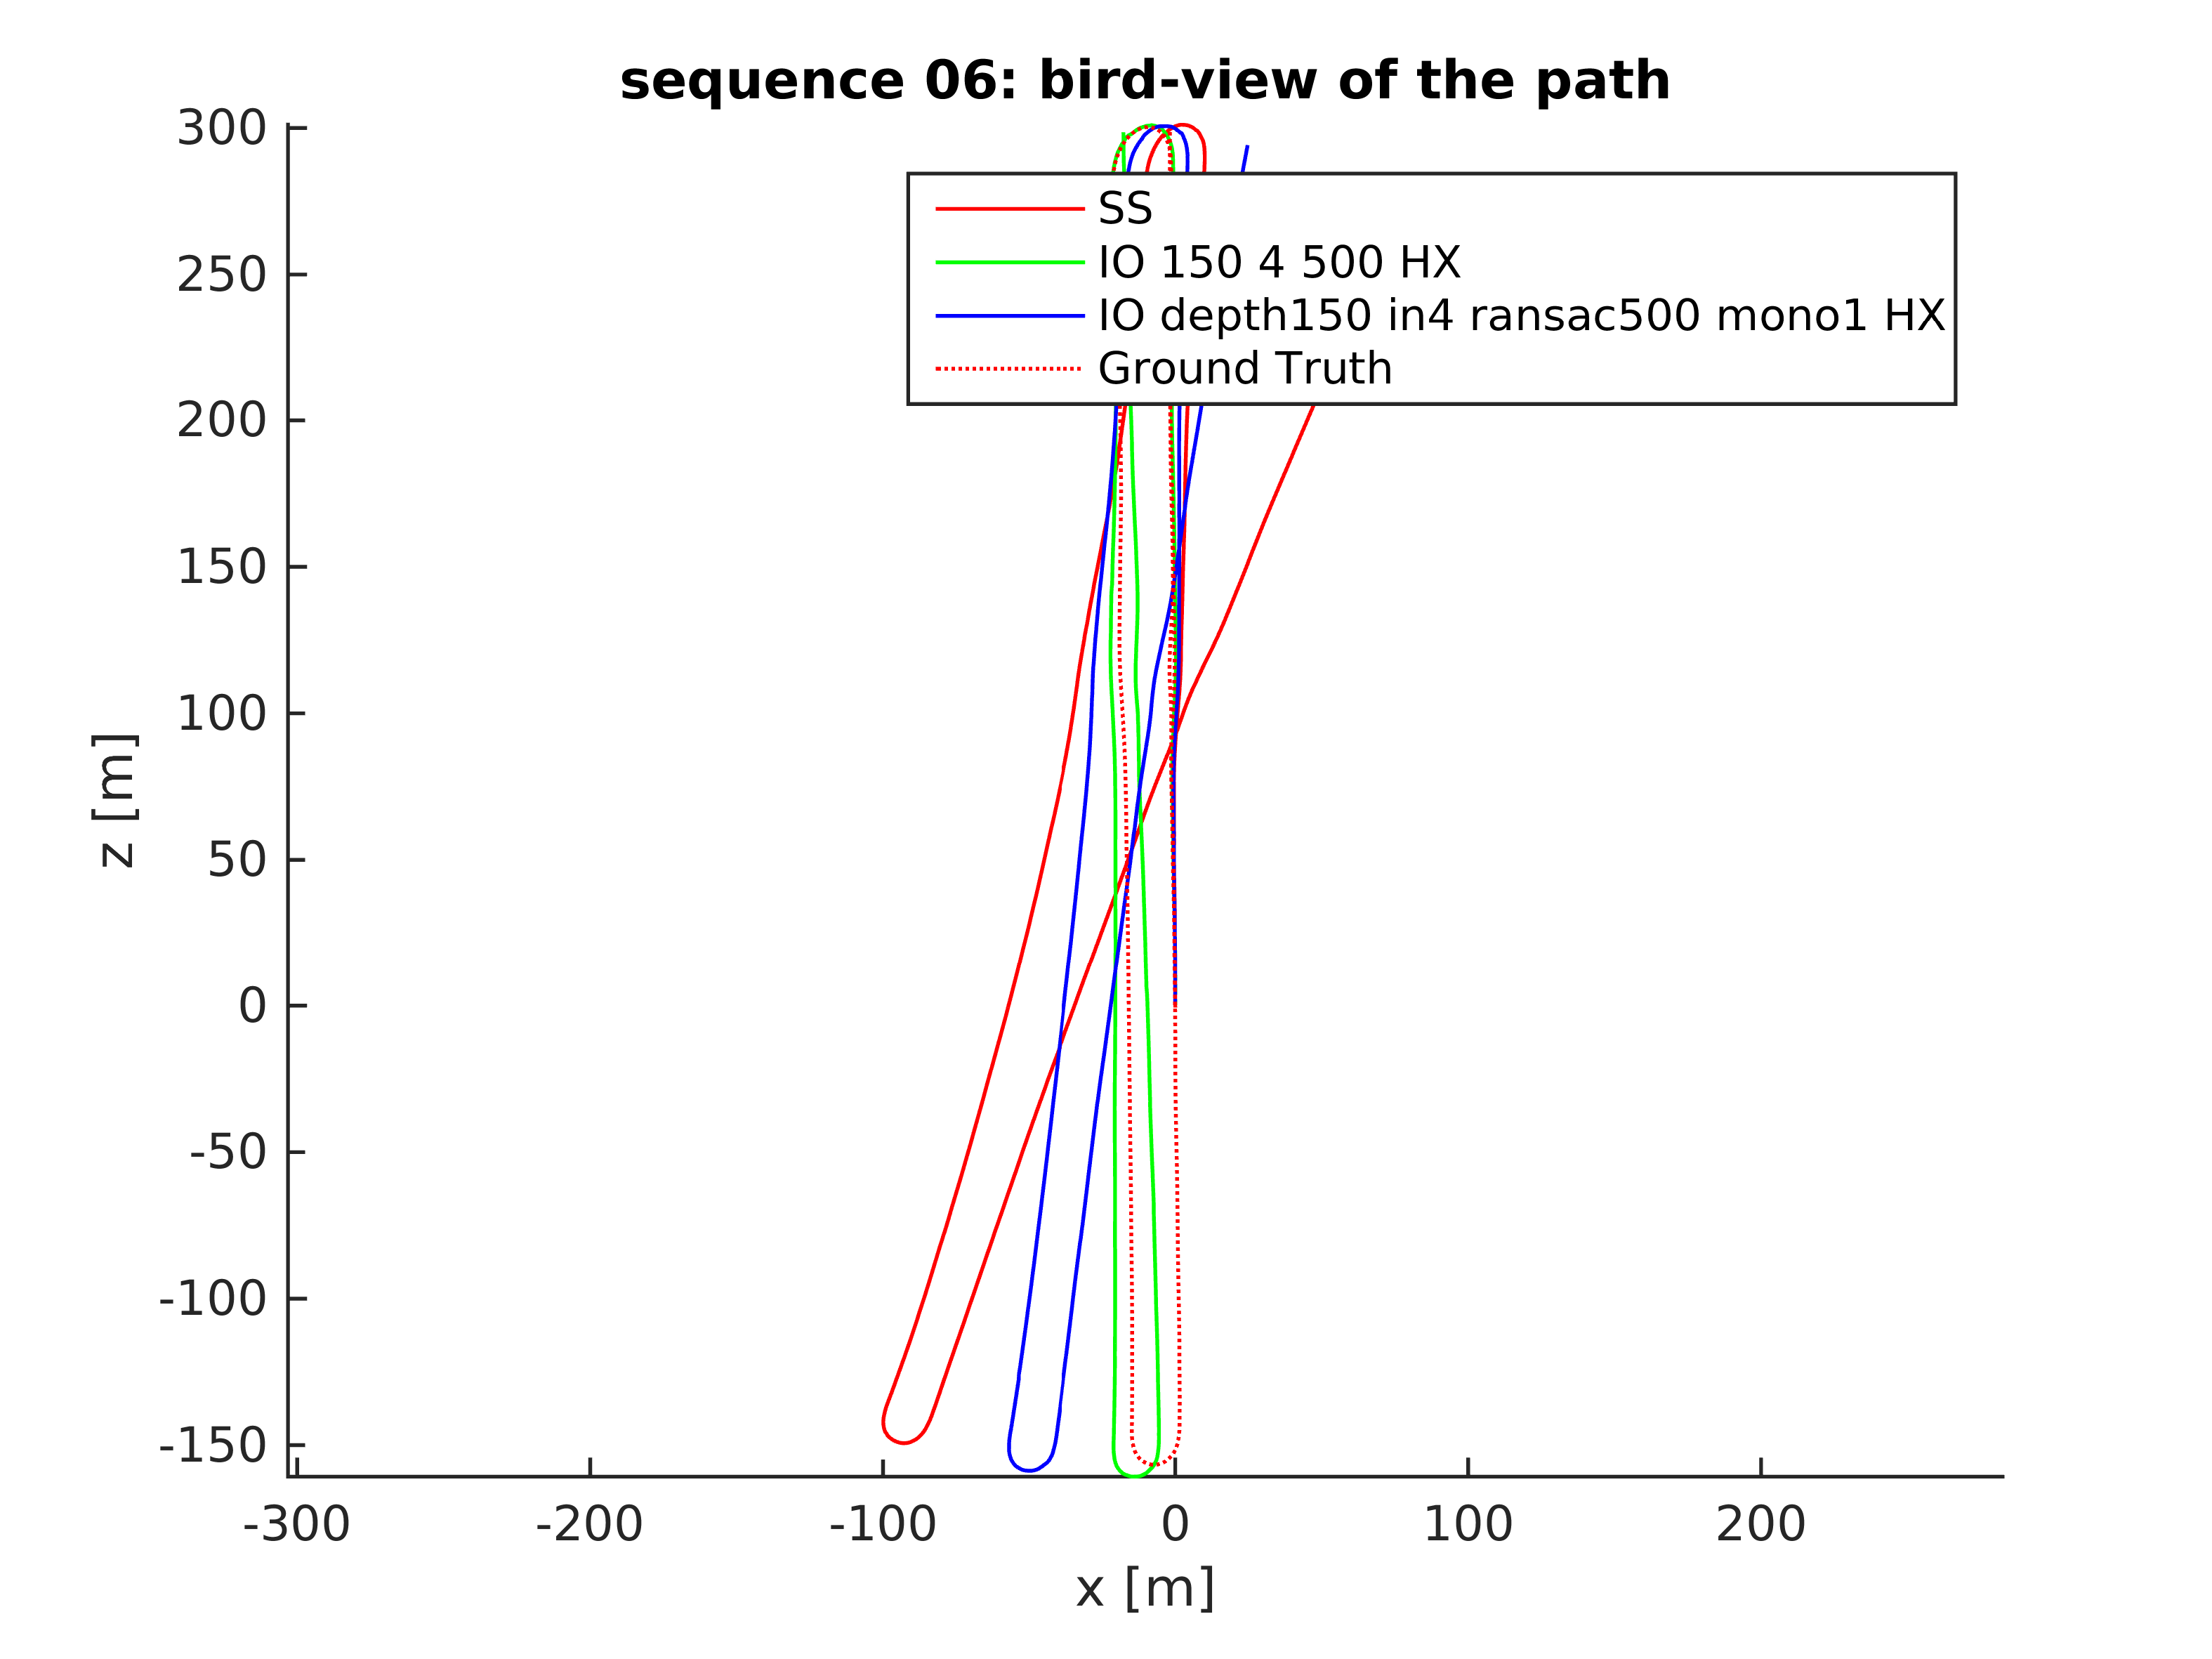 sequence 06: bird-view of the path
300
250
200
150
100
50
0
-50
-100
-150
z [m]
SS
IO 150 4 500 HX
IO depth150 in4 ransac500 mono1 HX
Ground Truth
-300 -200 -100 0 100 200
x [m]